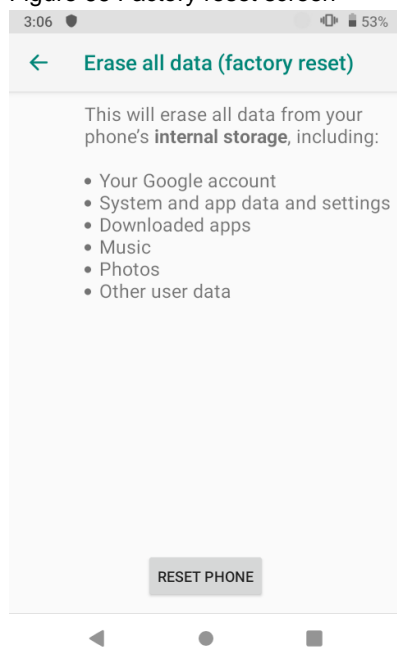 Figure 60 Factory reset screen
3:06
53%
Erase all data (factory reset)
This will erase all data from your
phone's internal storage, including:
• Your Google account
• System and app data and settings
• Downloaded apps
• Music
• Photos
• Other user data
RESET PHONE